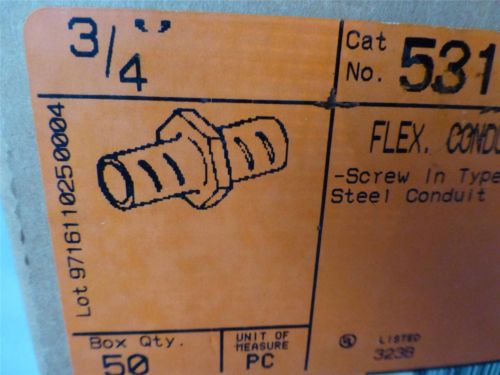 3/4"
Cat
No. 531
FLEX.
-Screw In Type
Steel Conduit
Lot 9716110250004
Box Qty.
50
UNIT OF
MEASURE
PC
UL LISTED
323B